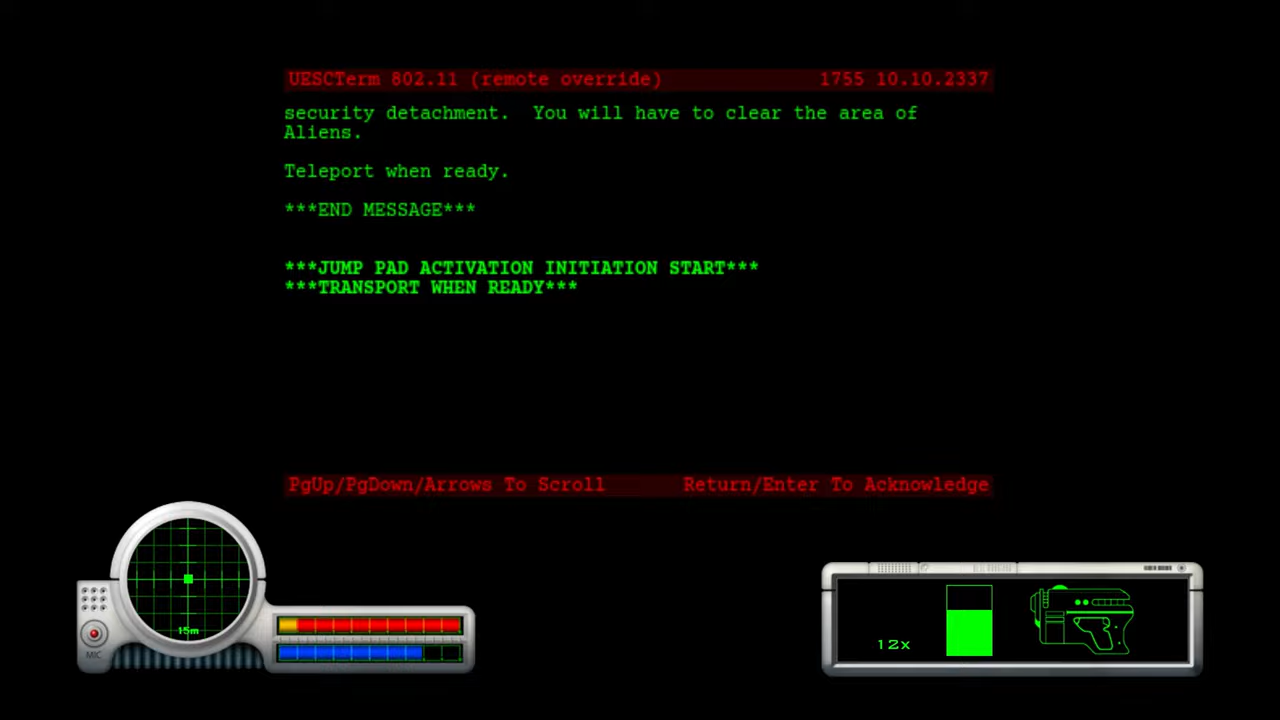 UESCTerm 802.11 (remote override) 1755 10.10.2337
security detachment.  You will have to clear the area of
Aliens.
Teleport when ready.
***END MESSAGE***
***JUMP PAD ACTIVATION INITIATION START***
***TRANSPORT WHEN READY***
PgUp/PgDown/Arrows To Scroll Return/Enter To Acknowledge
15m
MIC
12x